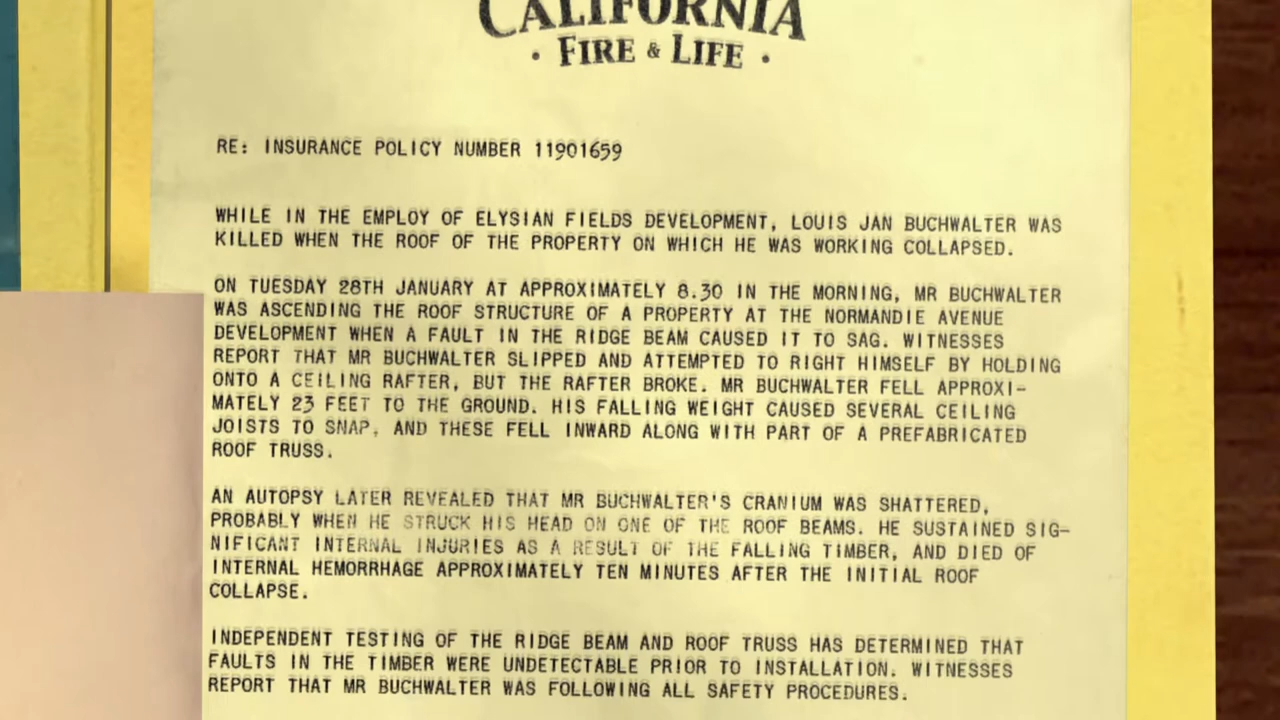 CALIFORNIA
· FIRE & LIFE ·
RE: INSURANCE POLICY NUMBER 11901659
WHILE IN THE EMPLOY OF ELYSIAN FIELDS DEVELOPMENT, LOUIS JAN BUCHWALTER WAS
KILLED WHEN THE ROOF OF THE PROPERTY ON WHICH HE WAS WORKING COLLAPSED.
ON TUESDAY 28TH JANUARY AT APPROXIMATELY 8.30 IN THE MORNING, MR BUCHWALTER
WAS ASCENDING THE ROOF STRUCTURE OF A PROPERTY AT THE NORMANDIE AVENUE
DEVELOPMENT WHEN A FAULT IN THE RIDGE BEAM CAUSED IT TO SAG. WITNESSES
REPORT THAT MR BUCHWALTER SLIPPED AND ATTEMPTED TO RIGHT HIMSELF BY HOLDING
ONTO A CEILING RAFTER, BUT THE RAFTER BROKE. MR BUCHWALTER FELL APPROXI-
MATELY 23 FEET TO THE GROUND. HIS FALLING WEIGHT CAUSED SEVERAL CEILING
JOISTS TO SNAP, AND THESE FELL INWARD ALONG WITH PART OF A PREFABRICATED
ROOF TRUSS.
AN AUTOPSY LATER REVEALED THAT MR BUCHWALTER'S CRANIUM WAS SHATTERED,
PROBABLY WHEN HE STRUCK HIS HEAD ON ONE OF THE ROOF BEAMS. HE SUSTAINED SIG-
NIFICANT INTERNAL INJURIES AS A RESULT OF THE FALLING TIMBER, AND DIED OF
INTERNAL HEMORRHAGE APPROXIMATELY TEN MINUTES AFTER THE INITIAL ROOF
COLLAPSE.
INDEPENDENT TESTING OF THE RIDGE BEAM AND ROOF TRUSS HAS DETERMINED THAT
FAULTS IN THE TIMBER WERE UNDETECTABLE PRIOR TO INSTALLATION. WITNESSES
REPORT THAT MR BUCHWALTER WAS FOLLOWING ALL SAFETY PROCEDURES.